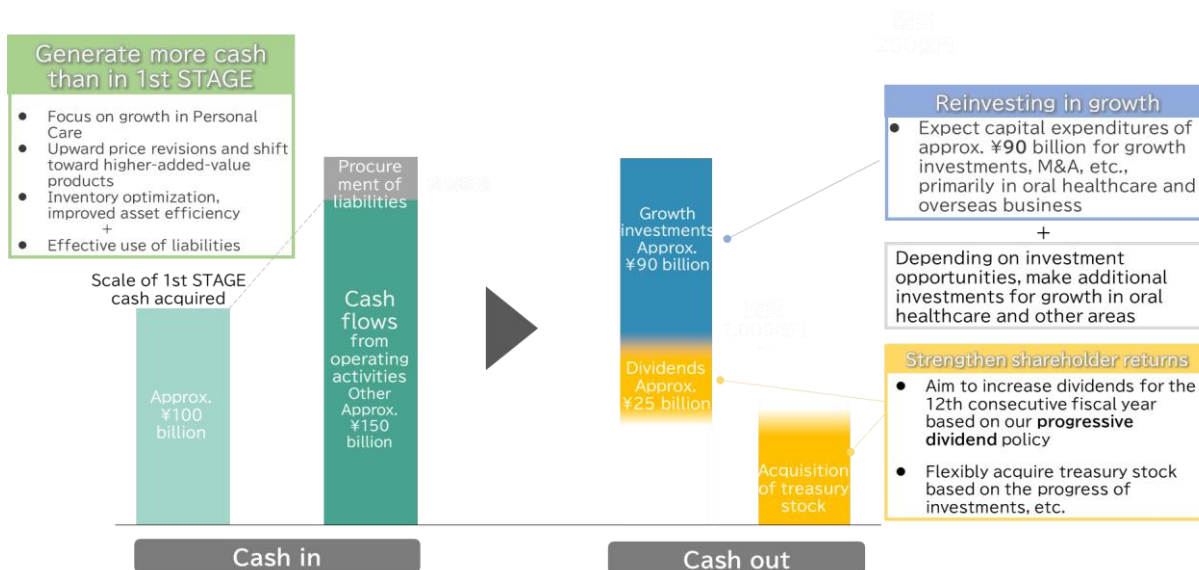 Generate more cash
than in 1st STAGE
● Focus on growth in Personal
Care
● Upward price revisions and shift
toward higher-added-value
products
● Inventory optimization,
improved asset efficiency
+
● Effective use of liabilities
Scale of 1st STAGE
cash acquired
Approx.
¥100
billion
Procure
ment of
liabilities
Cash
flows
from
operating
activities
Other
Approx.
¥150
billion
Cash in
Growth
investments
Approx.
¥90 billion
Dividends
Approx.
¥25 billion
Acquisition
of treasury
stock
Cash out
Reinvesting in growth
● Expect capital expenditures of
approx. ¥90 billion for growth
investments, M&A, etc.,
primarily in oral healthcare and
overseas business
+
Depending on investment
opportunities, make additional
investments for growth in oral
healthcare and other areas
Strengthen shareholder returns
● Aim to increase dividends for the
12th consecutive fiscal year
based on our progressive
dividend policy
● Flexibly acquire treasury stock
based on the progress of
investments, etc.